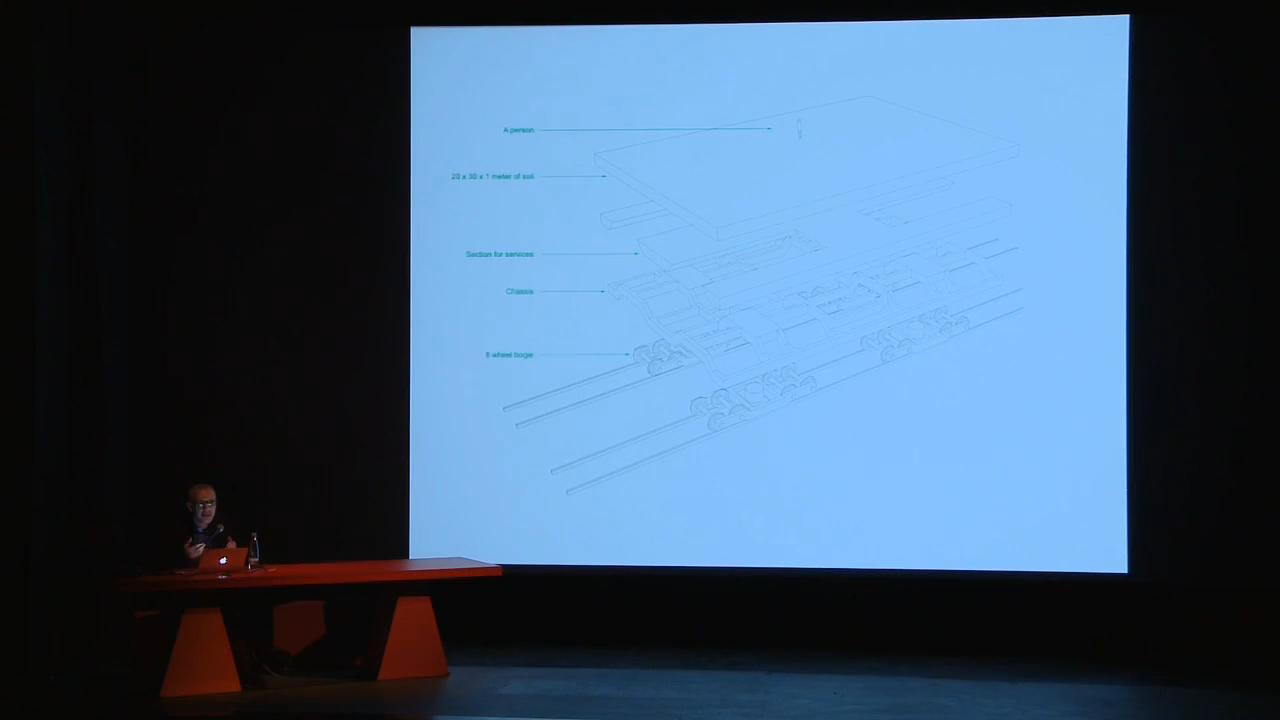 A person
20 x 30 x 1 meter of soil
Section for services
Chassis
8 wheel bogie